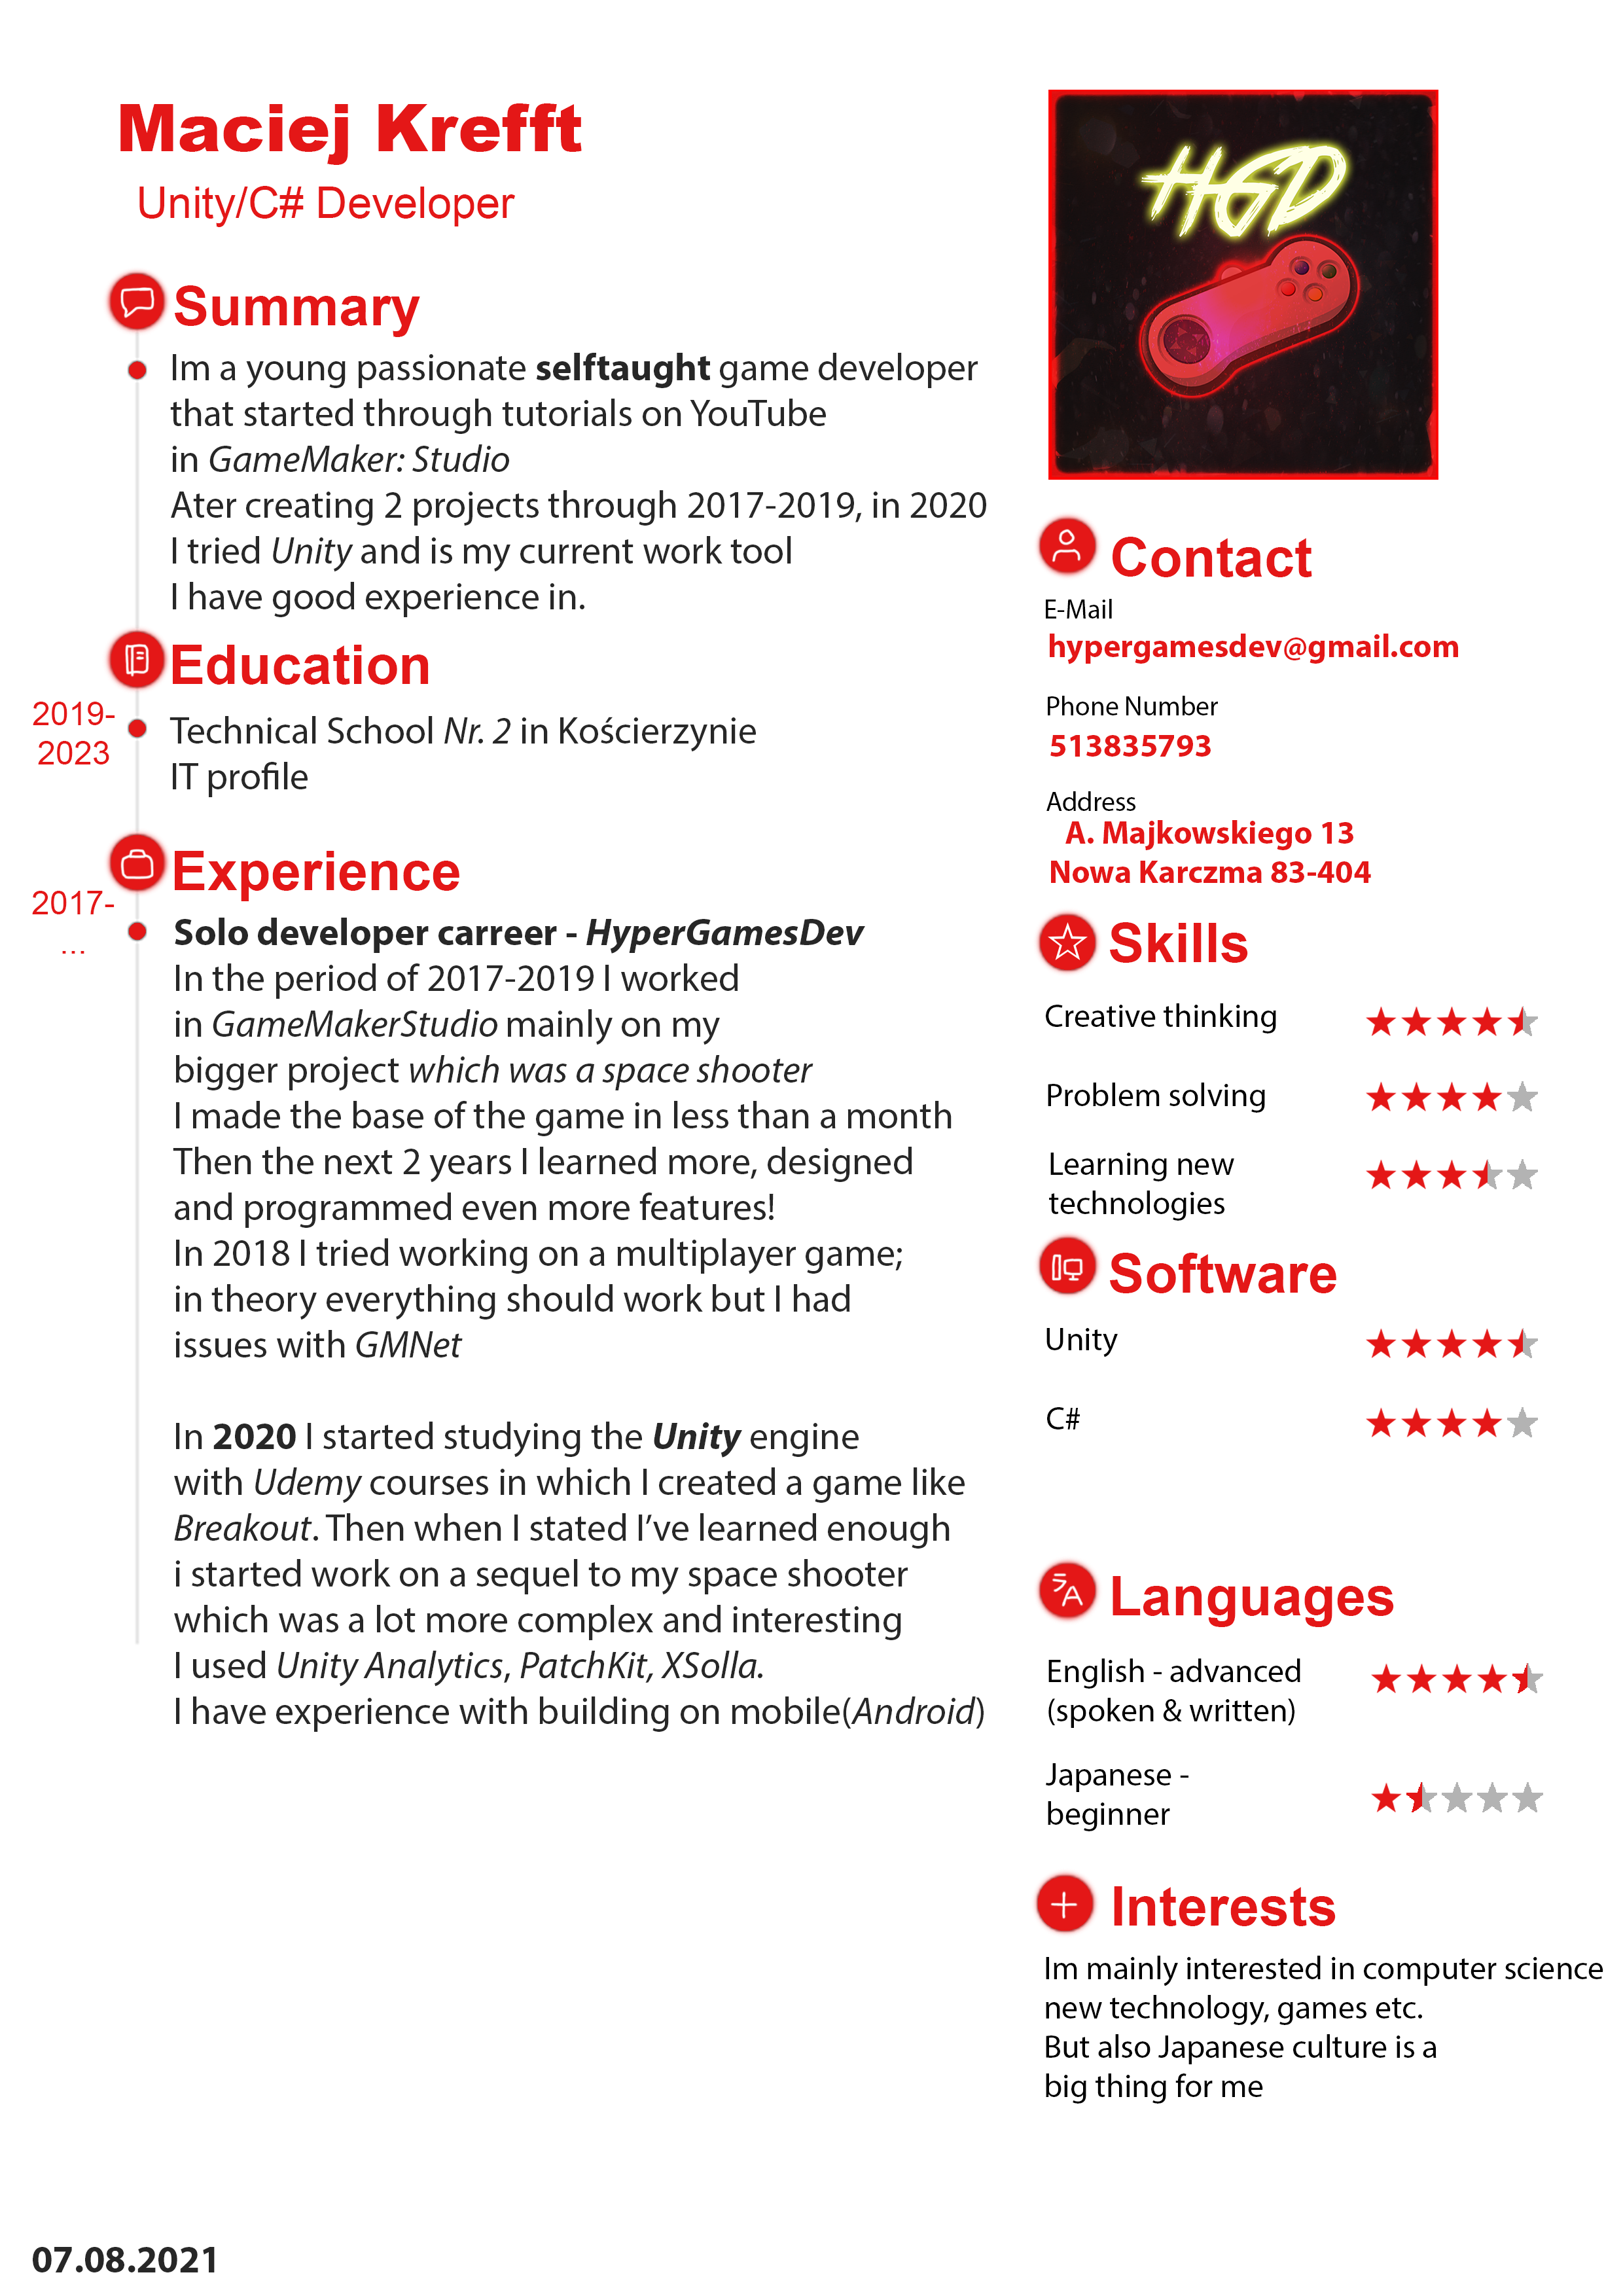 Maciej Krefft
Unity/C# Developer
Summary
Im a young passionate selftaught game developer
that started through tutorials on YouTube
in GameMaker: Studio
Ater creating 2 projects through 2017-2019, in 2020
I tried Unity and is my current work tool
I have good experience in.
Education
2019-
2023
Technical School Nr. 2 in Kościerzynie
IT profile
Experience
2017-
...
Solo developer carreer - HyperGamesDev
In the period of 2017-2019 I worked
in GameMakerStudio mainly on my
bigger project which was a space shooter
I made the base of the game in less than a month
Then the next 2 years I learned more, designed
and programmed even more features!
In 2018 I tried working on a multiplayer game;
in theory everything should work but I had
issues with GMNet
In 2020 I started studying the Unity engine
with Udemy courses in which I created a game like
Breakout. Then when I stated I've learned enough
i started work on a sequel to my space shooter
which was a lot more complex and interesting
I used Unity Analytics, PatchKit, XSolla.
I have experience with building on mobile(Android)
HGD
Contact
E-Mail
hypergamesdev@gmail.com
Phone Number
513835793
Address
A. Majkowskiego 13
Nowa Karczma 83-404
Skills
Creative thinking
Problem solving
Learning new
technologies
Software
Unity
C#
Languages
English - advanced
(spoken & written)
Japanese -
beginner
Interests
Im mainly interested in computer science
new technology, games etc.
But also Japanese culture is a
big thing for me
07.08.2021